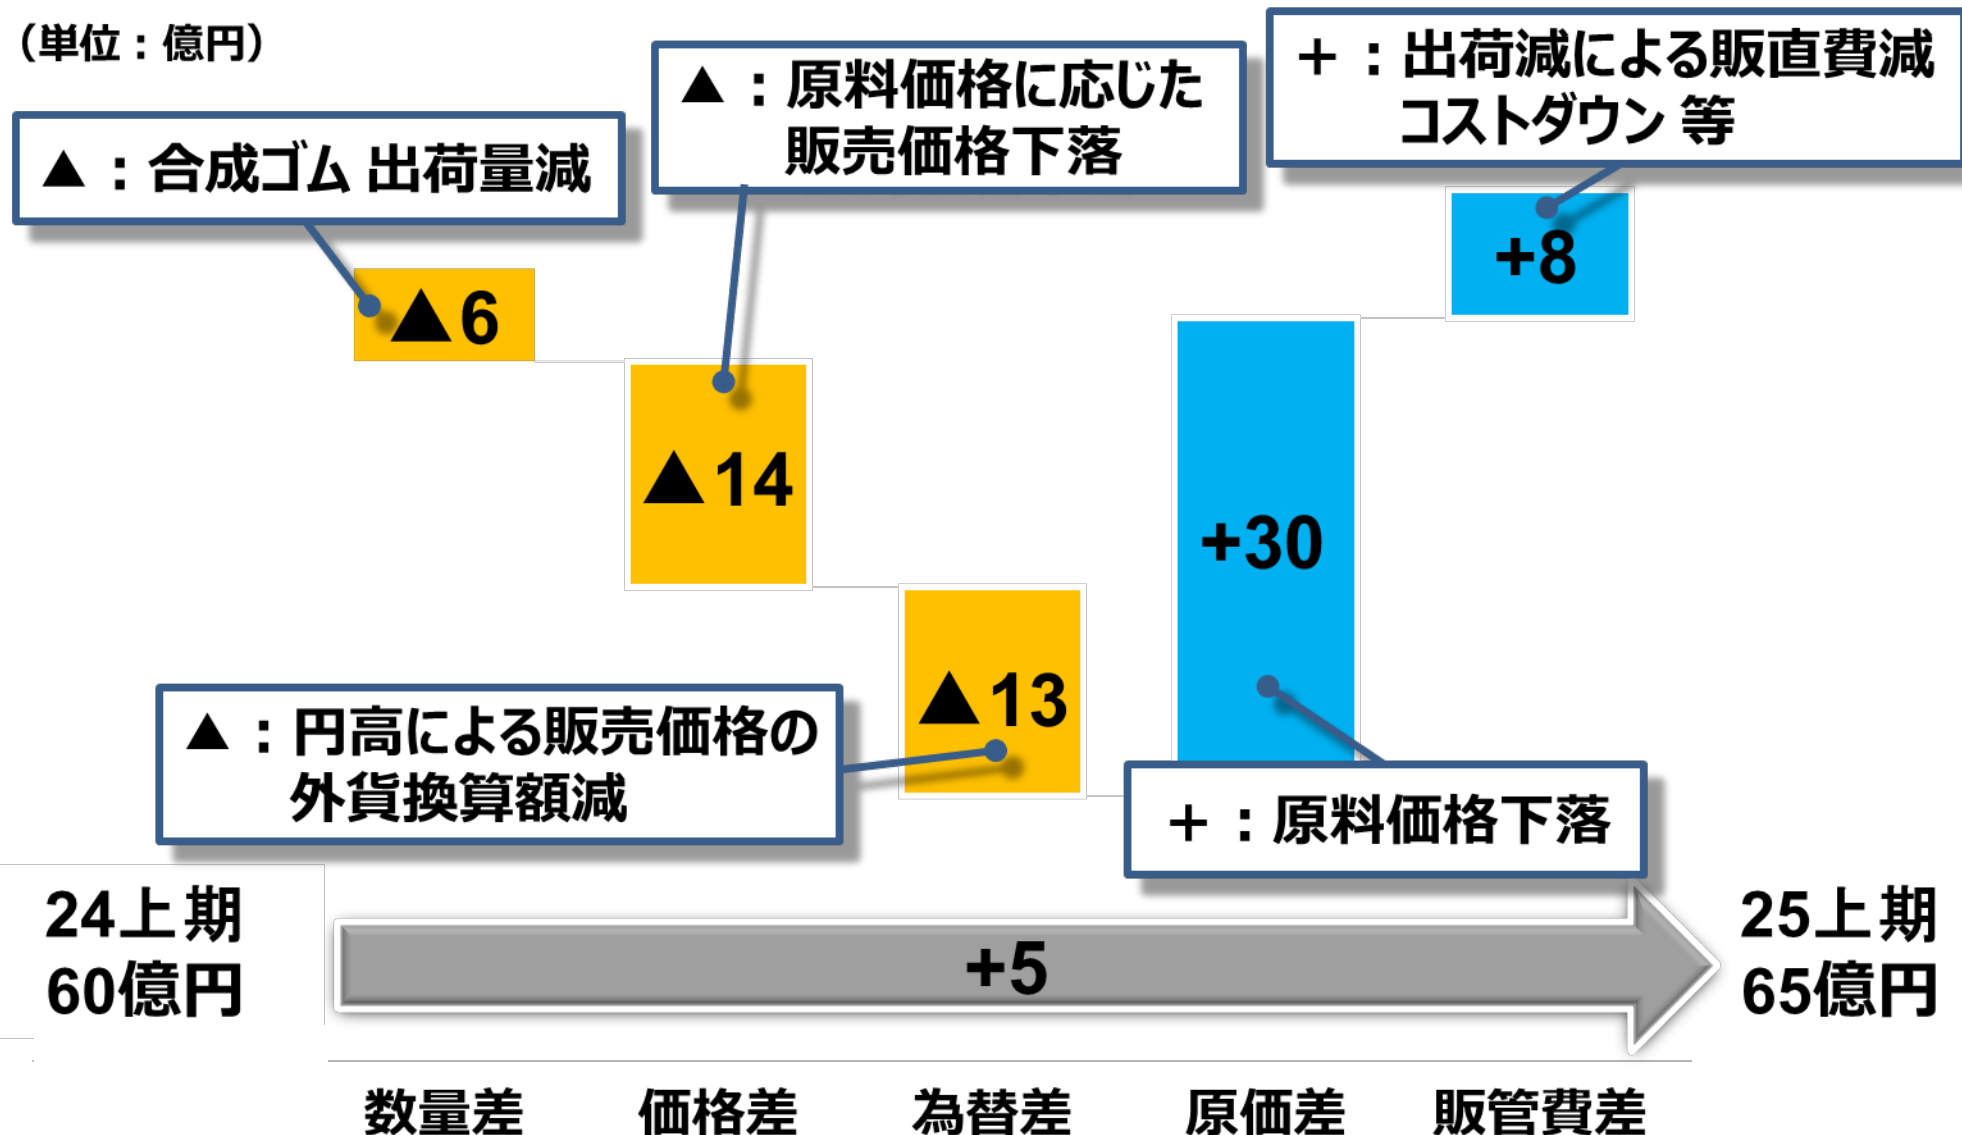 （単位：億円）
▲：合成ゴム 出荷量減
▲：原料価格に応じた
販売価格下落
＋：出荷減による販直費減
コストダウン 等
▲6
▲14
▲13
+30
+8
▲：円高による販売価格の
外貨換算額減
＋：原料価格下落
24上期
60億円
+5
25上期
65億円
数量差
価格差
為替差
原価差
販管費差